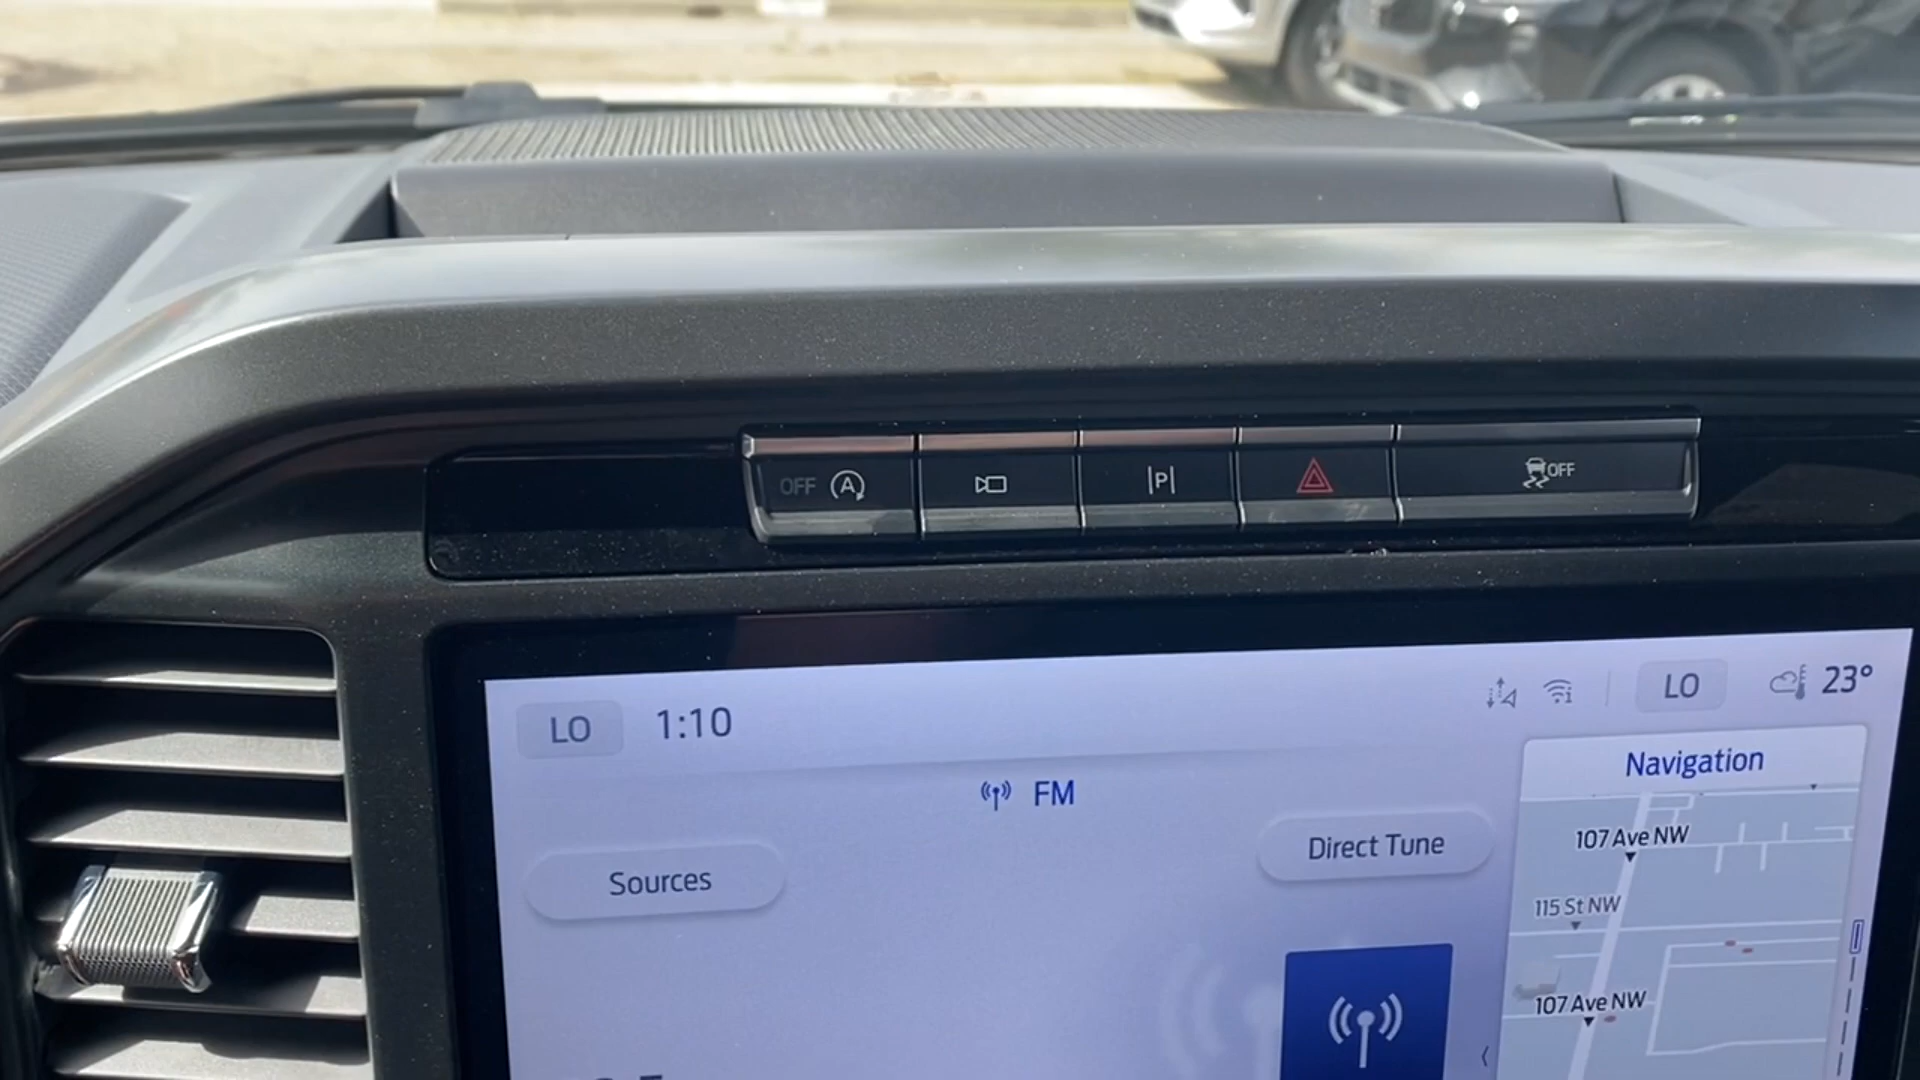 OFF A
P
OFF
LO 1:10
LO 23°
FM
Navigation
Sources
Direct Tune
107 Ave NW
115 St NW
107 Ave NW